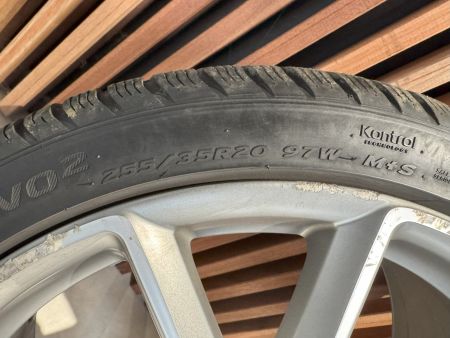 VO2
255/35R20 97W M+S
Kontrol
TECHNOLOGY